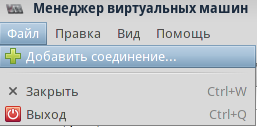 Менеджер виртуальных машин
Файл Правка Вид Помощь
Добавить соединение...
Закрыть Ctrl+W
Выход Ctrl+Q